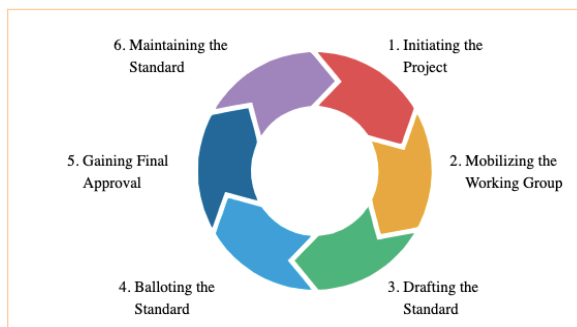 1. Initiating the
Project
2. Mobilizing the
Working Group
3. Drafting the
Standard
4. Balloting the
Standard
5. Gaining Final
Approval
6. Maintaining the
Standard